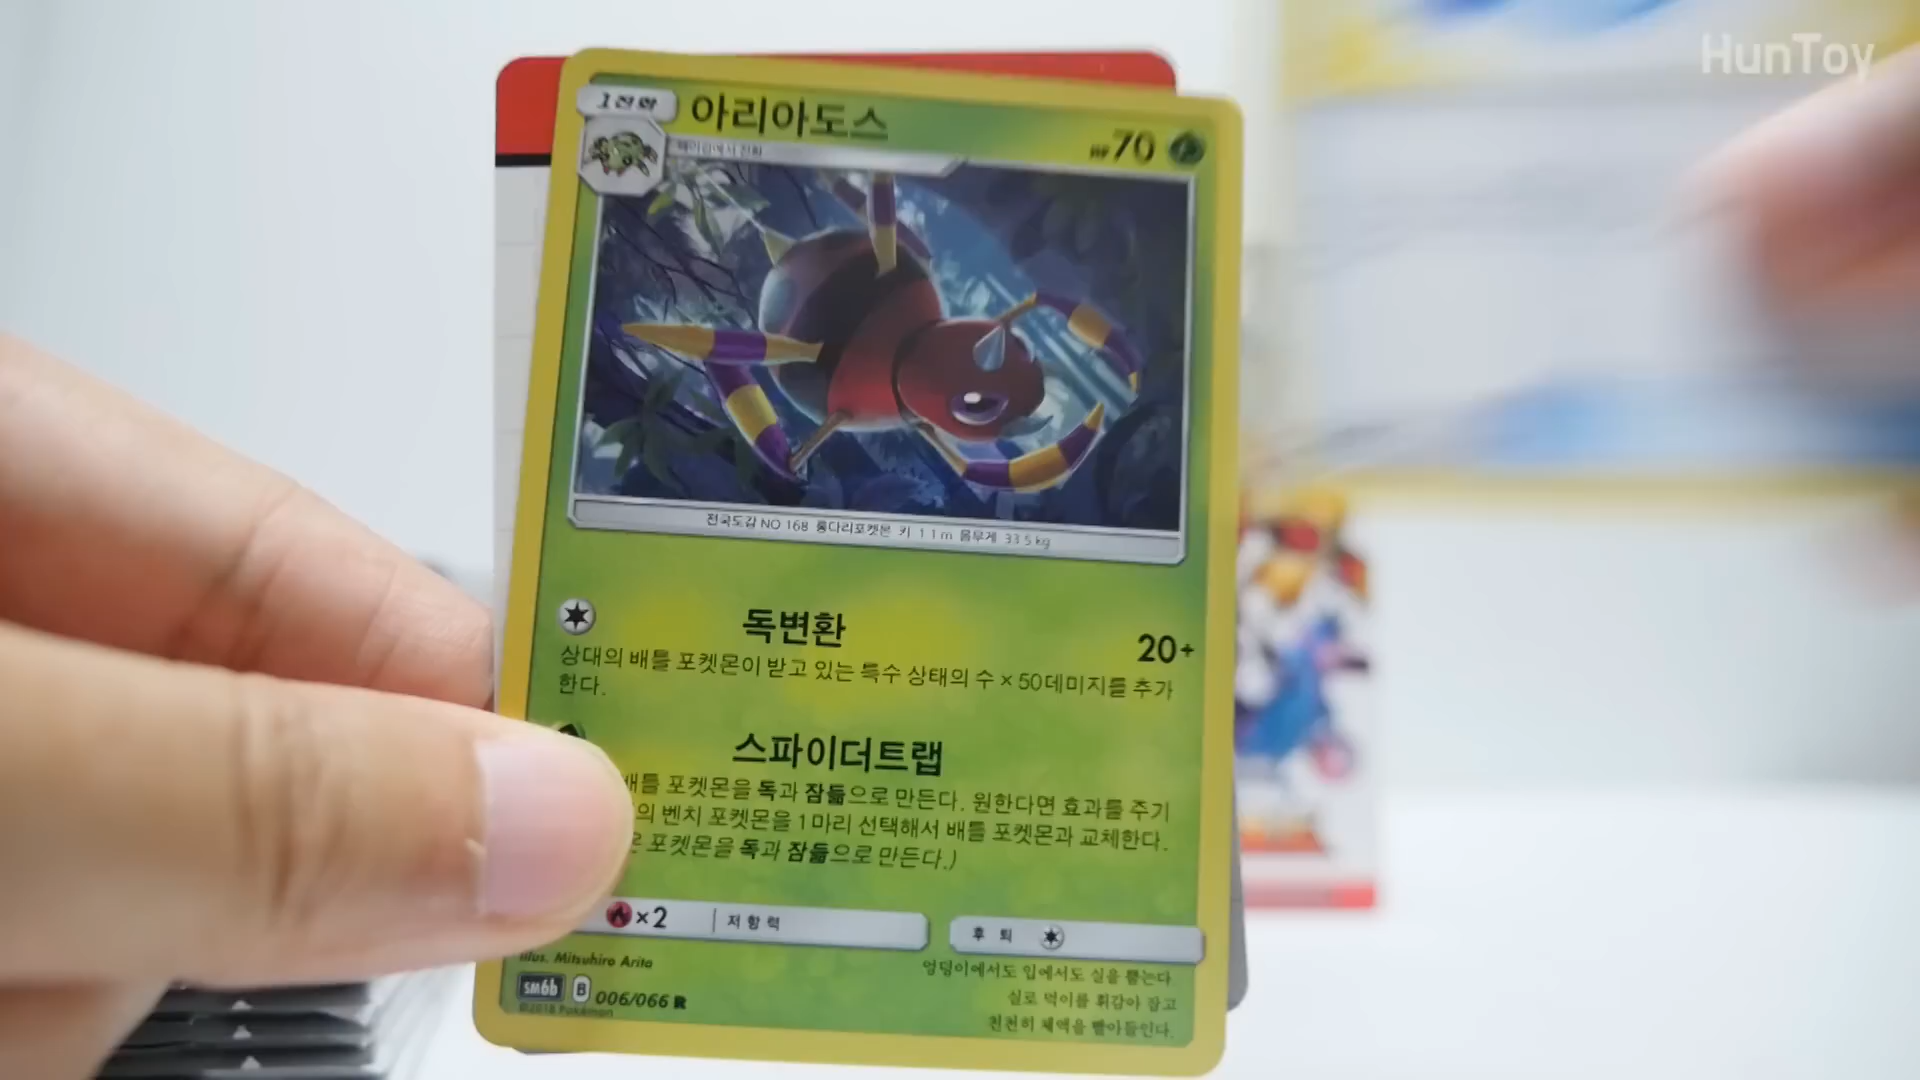 HunToy
1진화
아리아도스
HP 70
페이검에서 진화
전국도감 NO 168 롱다리포켓몬 키 1.1m 몸무게 33.5kg
독변환
20+
상대의 배틀 포켓몬이 받고 있는 특수 상태의 수 × 50데미지를 추가
한다.
스파이더트랩
배틀 포켓몬을 독과 잠듦으로 만든다. 원한다면 효과를 주기
의 벤치 포켓몬을 1마리 선택해서 배틀 포켓몬과 교체한다.
포켓몬을 독과 잠듦으로 만든다.)
×2 저항력
후퇴
illus. Mitsuhiro Arita
SM6b B 006/066 R
©2018 Pokémon
엉덩이에서도 입에서도 실을 뿜는다.
실로 먹이를 휘감아 잡고
천천히 체액을 빨아들인다.